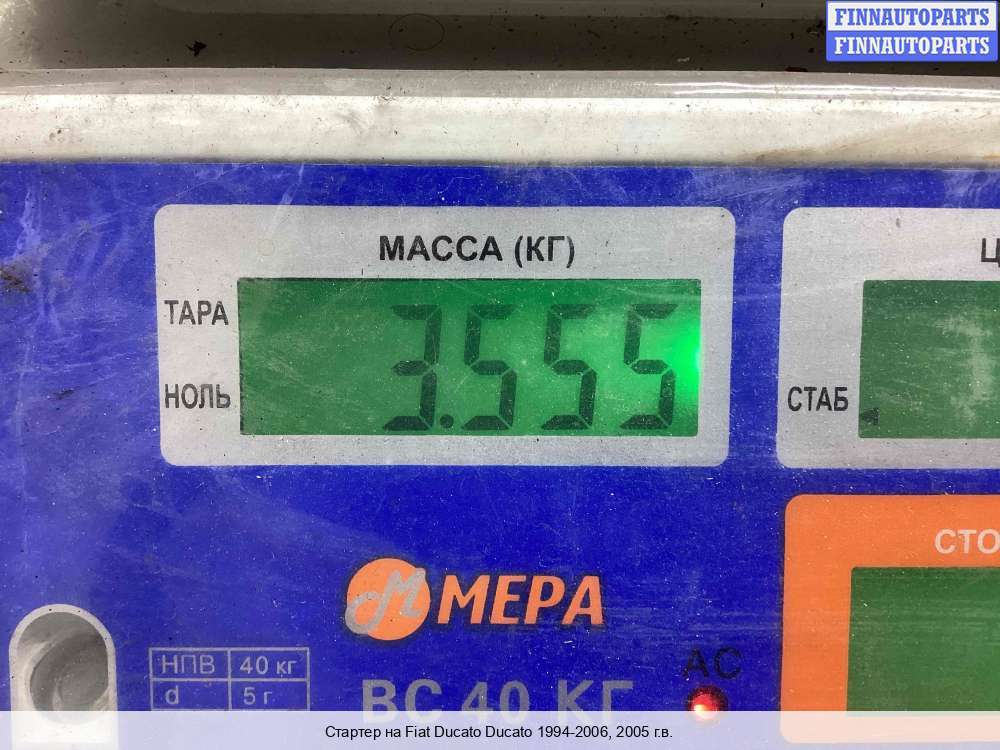 FINNAUTOPARTS
FINNAUTOPARTS
МАССА (КГ)
ТАРА
3.555
НОЛЬ
СТАБ
МЕРА
НПВ 40 кг
d 5 г
ВС 40 КГ
AC
Стартер на Fiat Ducato Ducato 1994-2006, 2005 г.в.